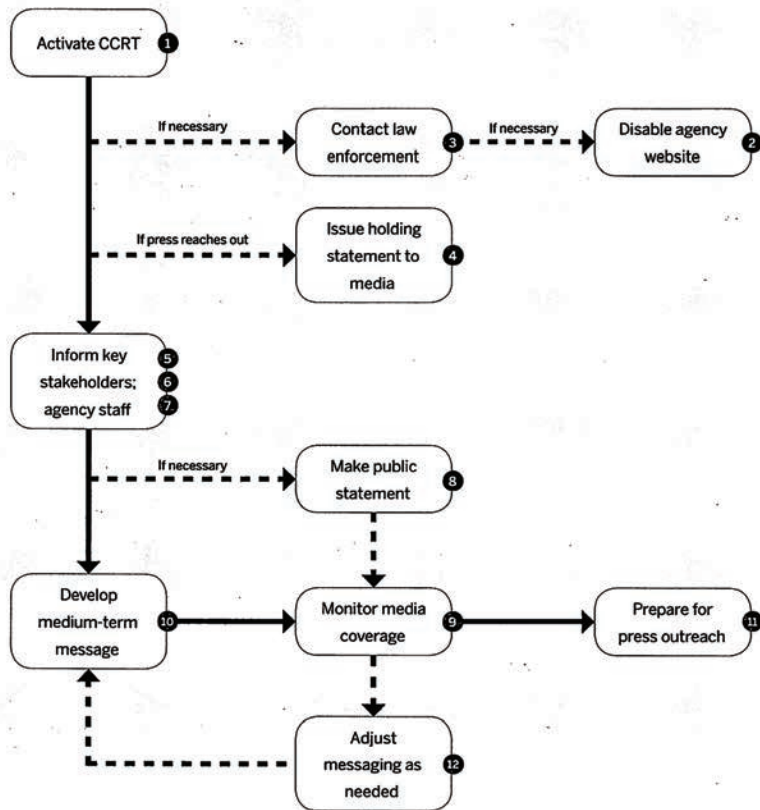 Activate CCRT 1
If necessary
Contact law
enforcement 3
If necessary
Disable agency
website 2
If press reaches out
Issue holding
statement to
media 4
Inform key
stakeholders;
agency staff
5
6
7
If necessary
Make public
statement 8
Develop
medium-term
message 10
Monitor media
coverage 9
Prepare for
press outreach 11
Adjust
messaging as
needed 12